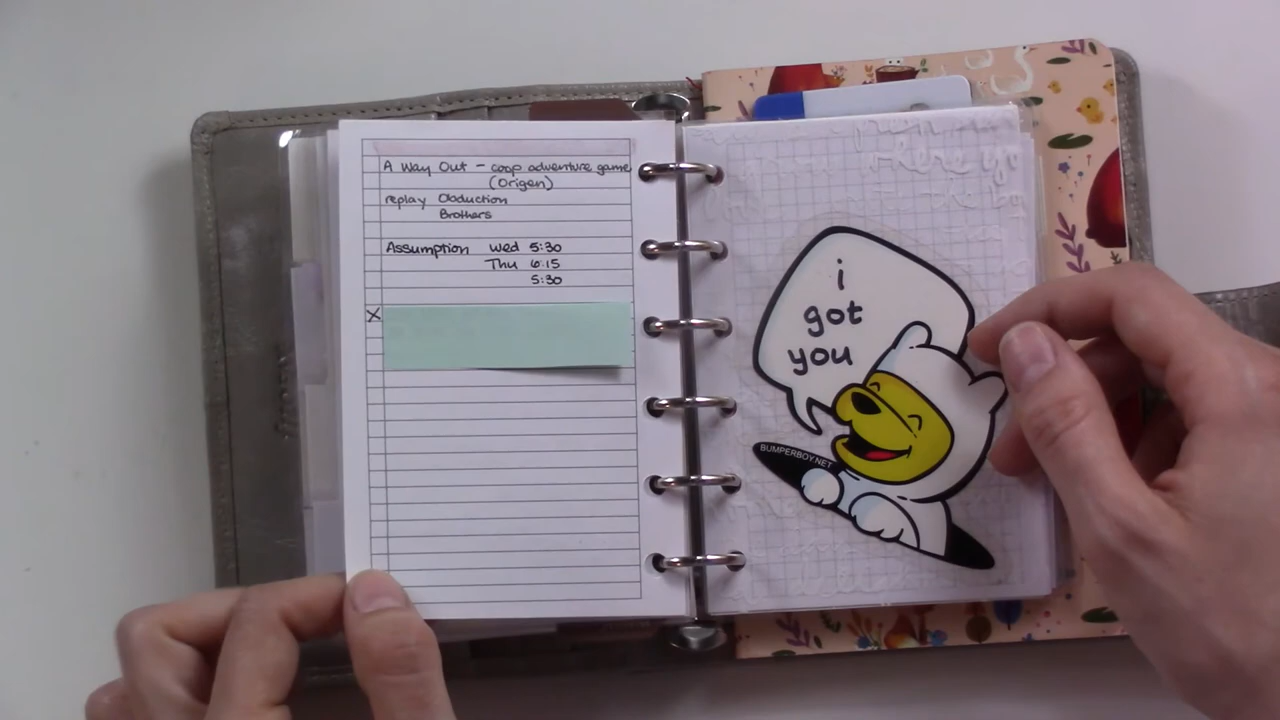 A Way Out - coop adventure game
(Origen)
replay Obduction
Brothers
Assumption Wed 5:30
Thu 6:15
5:30
X
i
got
you
BUMPERBOY.NET